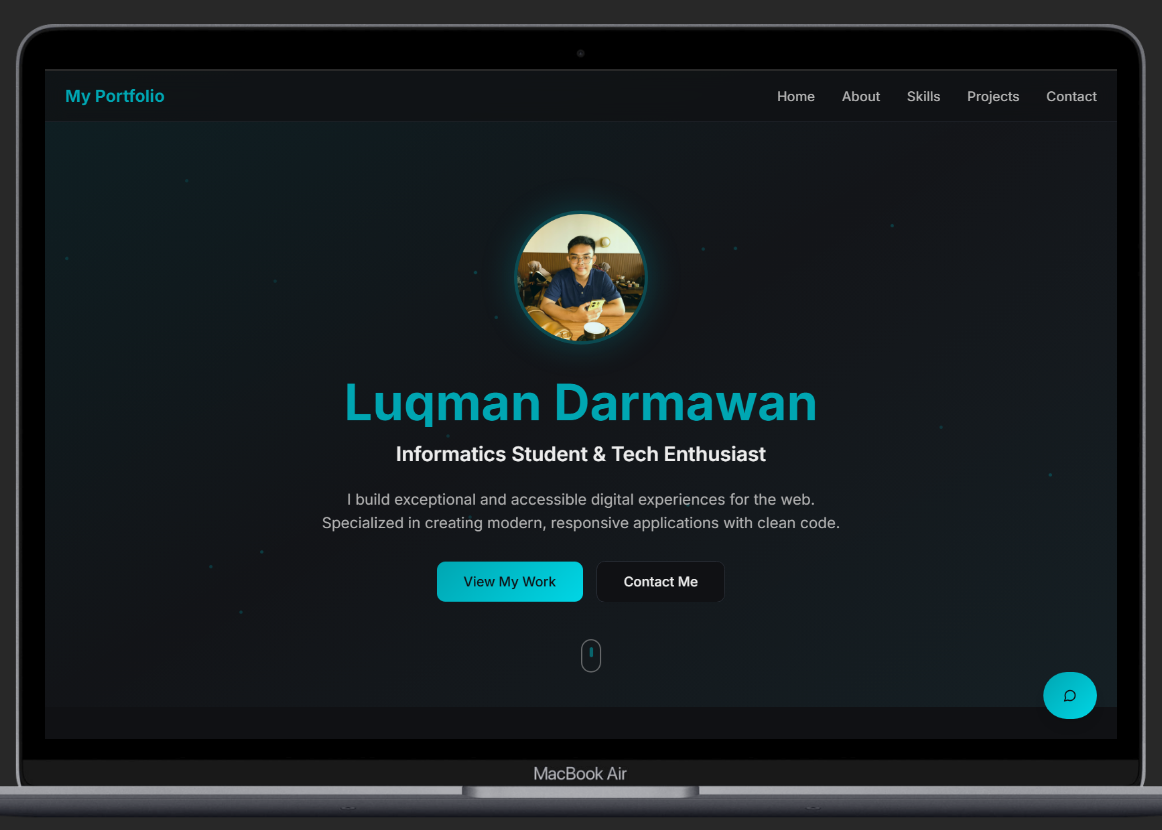 My Portfolio
Home About Skills Projects Contact
Luqman Darmawan
Informatics Student & Tech Enthusiast
I build exceptional and accessible digital experiences for the web.
Specialized in creating modern, responsive applications with clean code.
View My Work Contact Me
MacBook Air